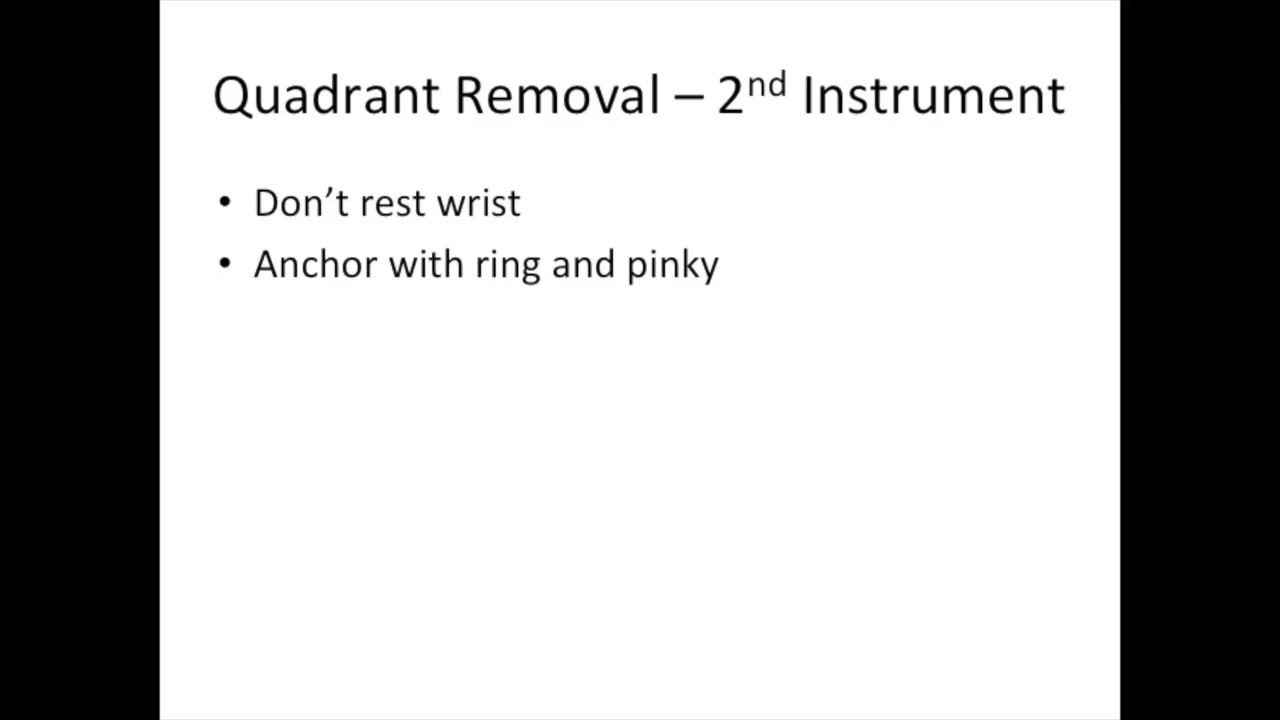 Quadrant Removal – 2nd Instrument
• Don’t rest wrist
• Anchor with ring and pinky